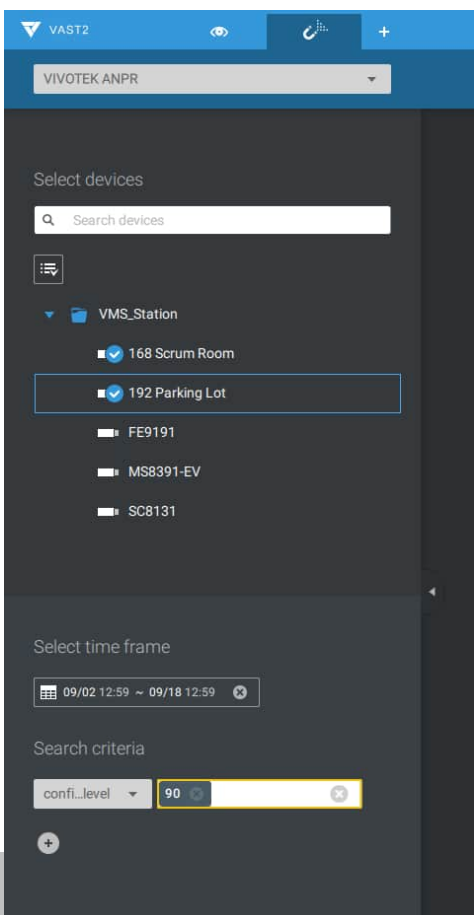 VAST2
VIVOTEK ANPR
Select devices
Search devices
VMS_Station
168 Scrum Room
192 Parking Lot
FE9191
MS8391-EV
SC8131
Select time frame
09/02 12:59 ~ 09/18 12:59
Search criteria
confi...level 90